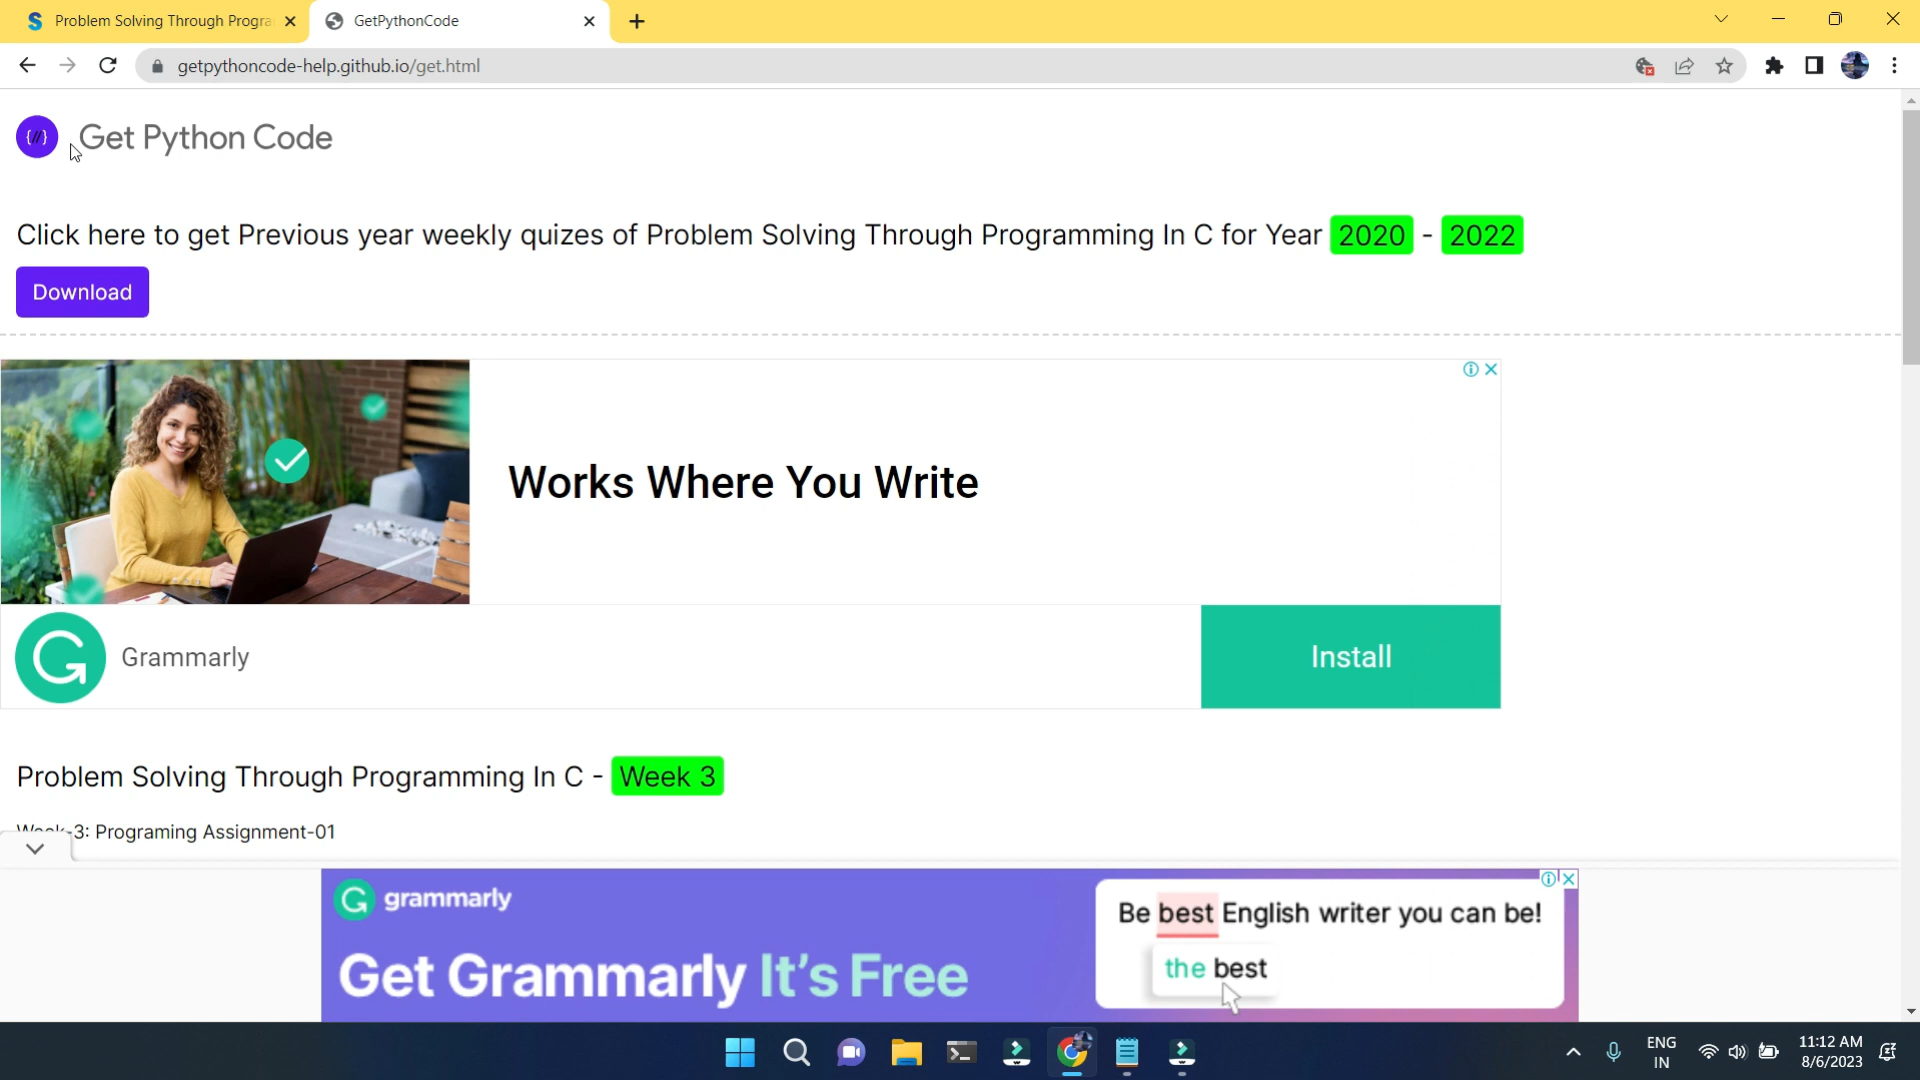 Problem Solving Through Progra
GetPythonCode
getpythoncode-help.github.io/get.html
{//} Get Python Code
Click here to get Previous year weekly quizes of Problem Solving Through Programming In C for Year 2020 - 2022
Download
Works Where You Write
Grammarly
Install
Problem Solving Through Programming In C - Week 3
Week-3: Programing Assignment-01
grammarly
Get Grammarly It's Free
Be best English writer you can be!
the best
ENG
IN
11:12 AM
8/6/2023